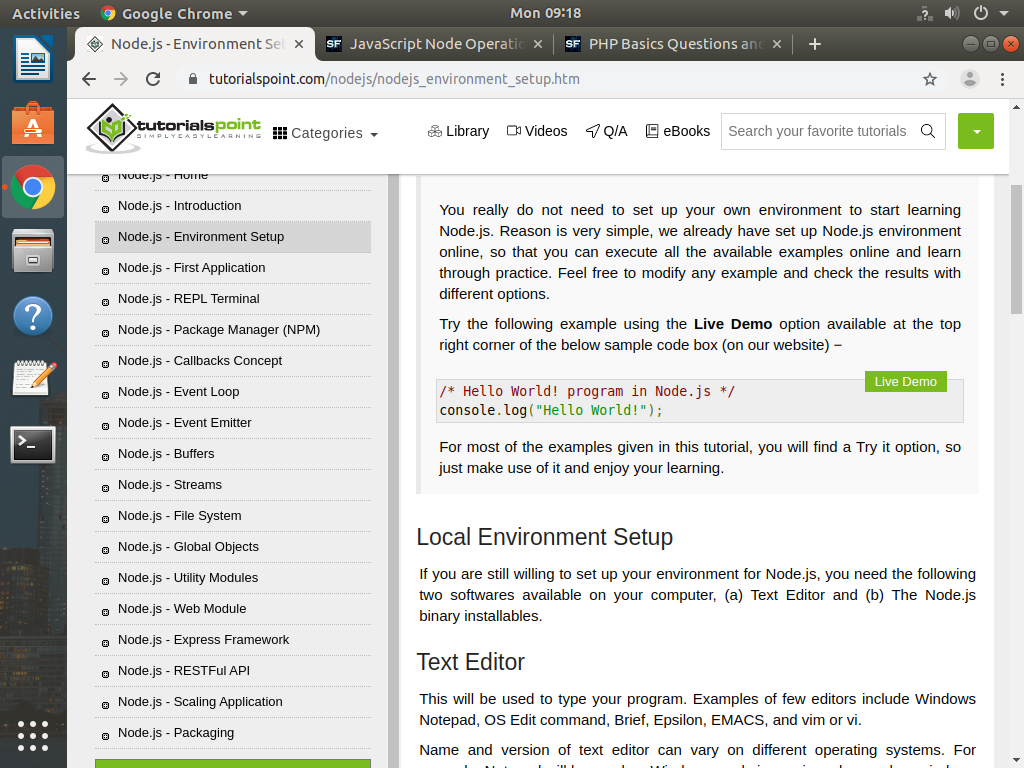 Activities
Google Chrome
Mon 09:18
Node.js - Environment Set
JavaScript Node Operatio
PHP Basics Questions and
tutorialspoint.com/nodejs/nodejs_environment_setup.htm
tutorialspoint
SIMPLYEASYLEARNING
Categories
Library
Videos
Q/A
eBooks
Search your favorite tutorials
Node.js - Home
Node.js - Introduction
Node.js - Environment Setup
Node.js - First Application
Node.js - REPL Terminal
Node.js - Package Manager (NPM)
Node.js - Callbacks Concept
Node.js - Event Loop
Node.js - Event Emitter
Node.js - Buffers
Node.js - Streams
Node.js - File System
Node.js - Global Objects
Node.js - Utility Modules
Node.js - Web Module
Node.js - Express Framework
Node.js - RESTFul API
Node.js - Scaling Application
Node.js - Packaging
You really do not need to set up your own environment to start learning
Node.js. Reason is very simple, we already have set up Node.js environment
online, so that you can execute all the available examples online and learn
through practice. Feel free to modify any example and check the results with
different options.
Try the following example using the Live Demo option available at the top
right corner of the below sample code box (on our website) −
Live Demo
/* Hello World! program in Node.js */
console.log("Hello World!");
For most of the examples given in this tutorial, you will find a Try it option, so
just make use of it and enjoy your learning.
Local Environment Setup
If you are still willing to set up your environment for Node.js, you need the following
two softwares available on your computer, (a) Text Editor and (b) The Node.js
binary installables.
Text Editor
This will be used to type your program. Examples of few editors include Windows
Notepad, OS Edit command, Brief, Epsilon, EMACS, and vim or vi.
Name and version of text editor can vary on different operating systems. For